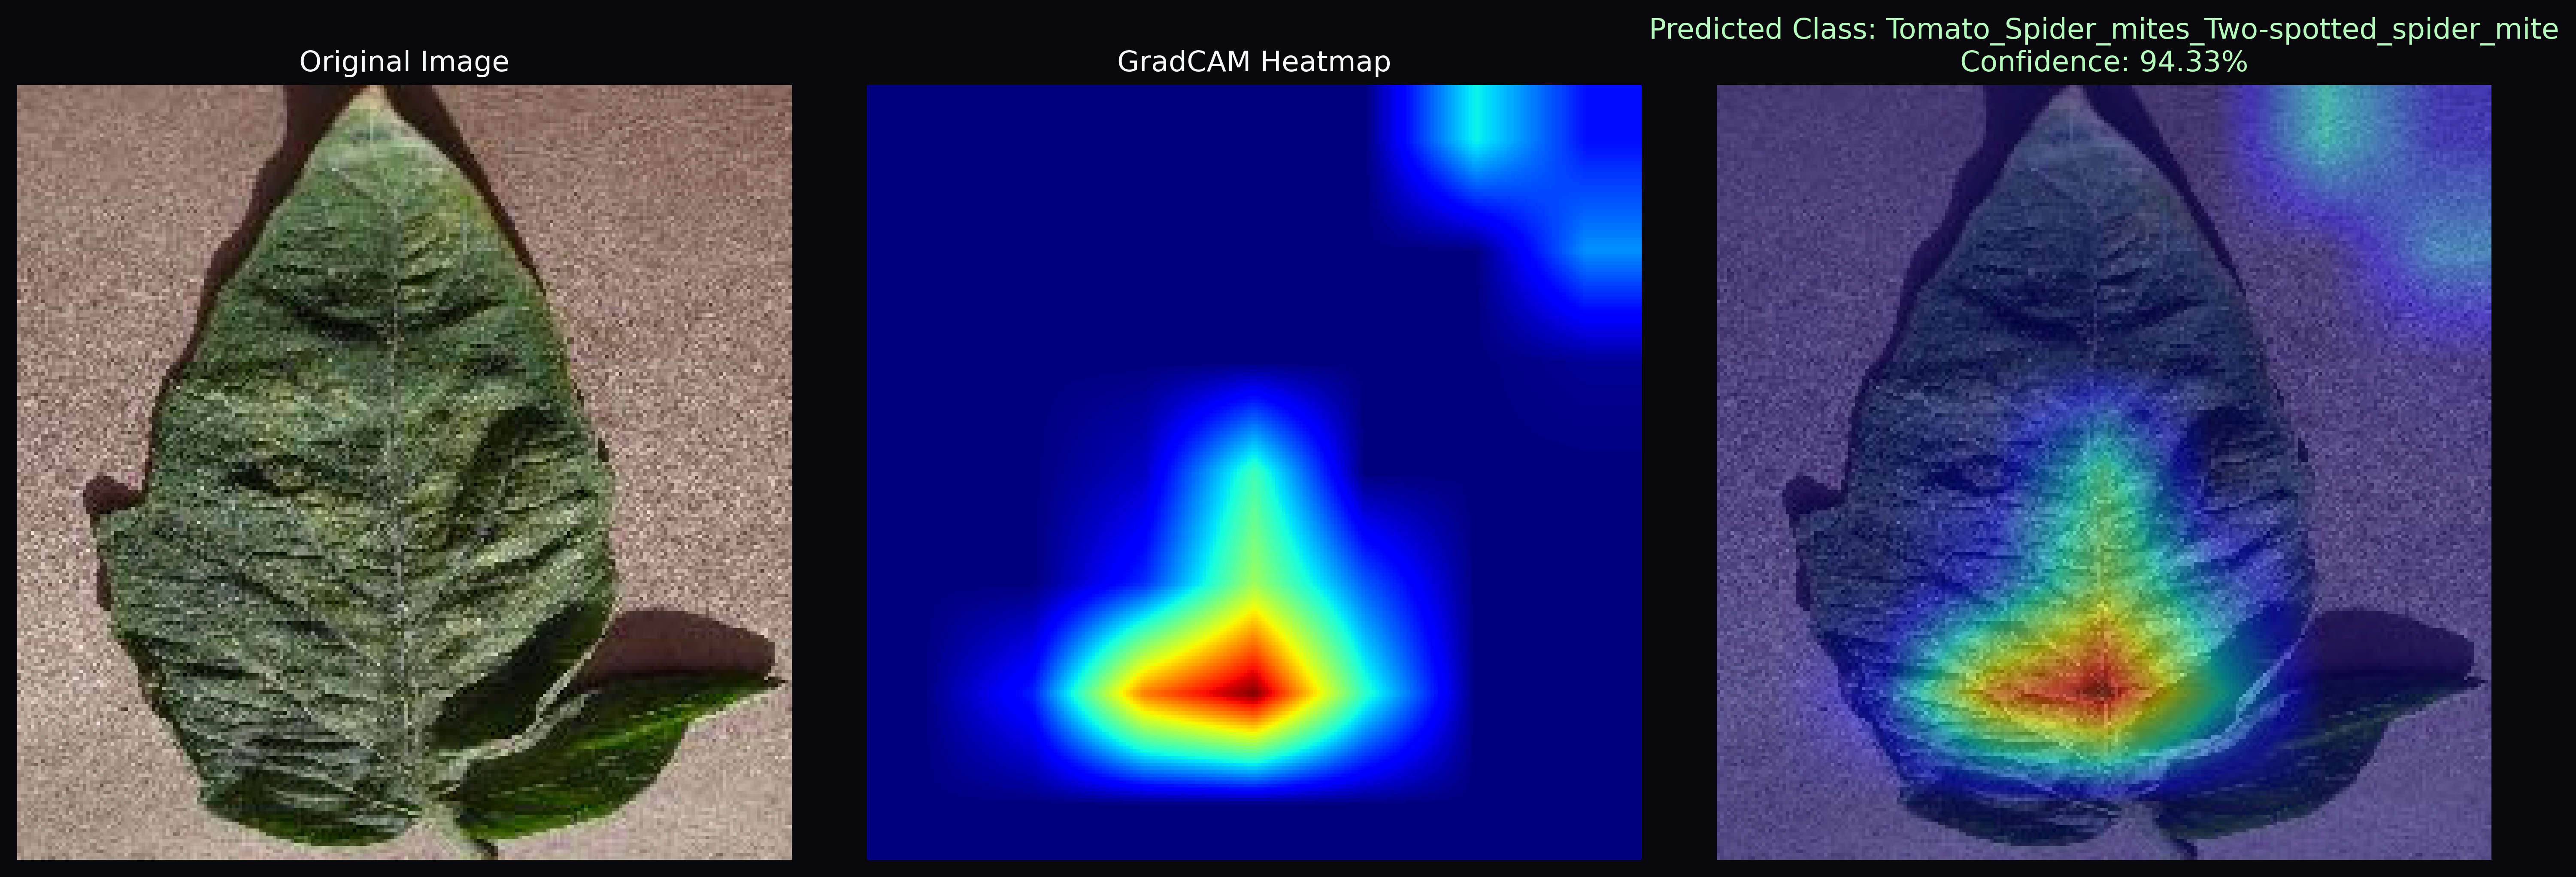 Original Image
GradCAM Heatmap
Predicted Class: Tomato_Spider_mites_Two-spotted_spider_mite
Confidence: 94.33%